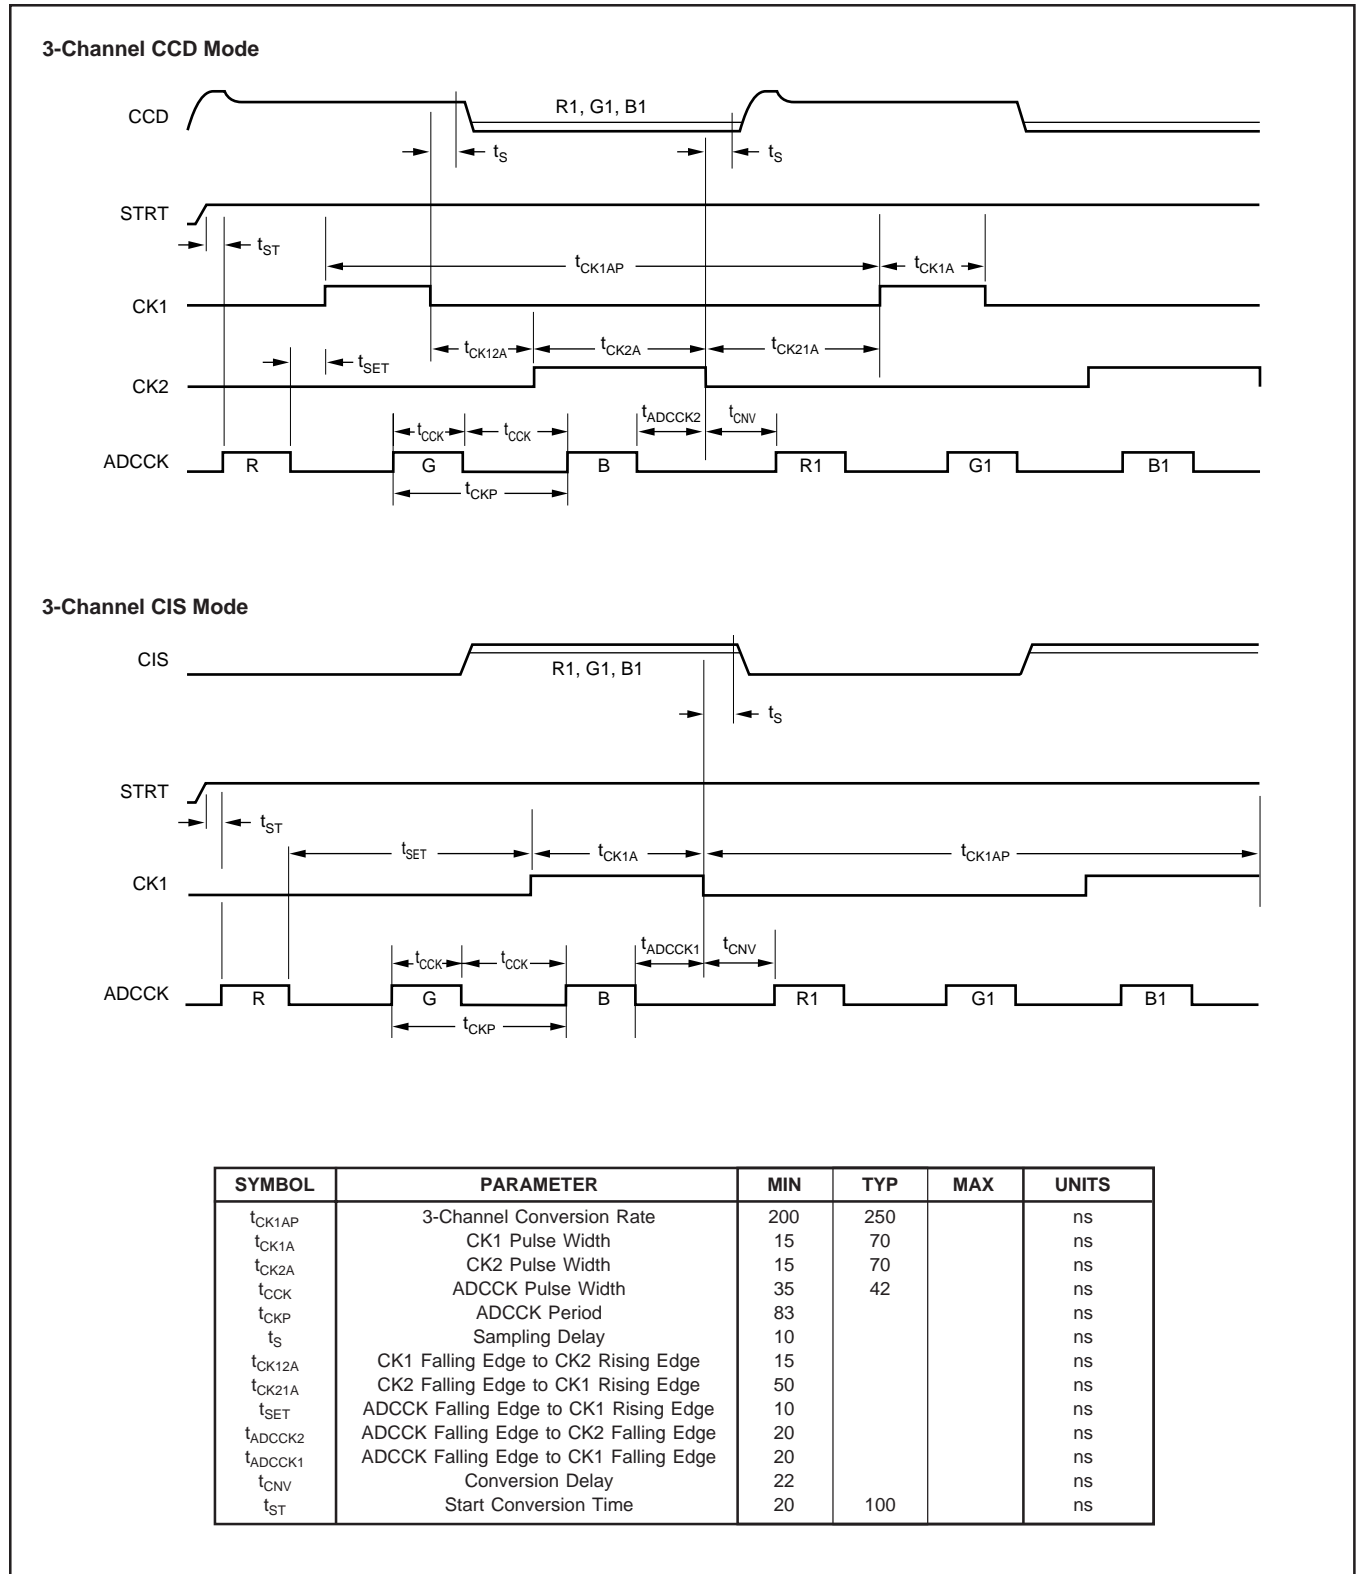 3-Channel CCD Mode
CCD
R1, G1, B1
tS
tS
STRT
tST
tCK1AP
tCK1A
CK1
tCK12A
tCK2A
tCK21A
tSET
CK2
tCCK
tCCK
tADCCK2
tCNV
ADCCK
R
G
B
R1
G1
B1
tCKP
3-Channel CIS Mode
CIS
R1, G1, B1
tS
STRT
tST
tSET
tCK1A
tCK1AP
CK1
tCCK
tCCK
tADCCK1
tCNV
ADCCK
R
G
B
R1
G1
B1
tCKP
SYMBOL PARAMETER MIN TYP MAX UNITS
tCK1AP 3-Channel Conversion Rate 200 250 ns
tCK1A CK1 Pulse Width 15 70 ns
tCK2A CK2 Pulse Width 15 70 ns
tCCK ADCCK Pulse Width 35 42 ns
tCKP ADCCK Period 83 ns
tS Sampling Delay 10 ns
tCK12A CK1 Falling Edge to CK2 Rising Edge 15 ns
tCK21A CK2 Falling Edge to CK1 Rising Edge 50 ns
tSET ADCCK Falling Edge to CK1 Rising Edge 10 ns
tADCCK2 ADCCK Falling Edge to CK2 Falling Edge 20 ns
tADCCK1 ADCCK Falling Edge to CK1 Falling Edge 20 ns
tCNV Conversion Delay 22 ns
tST Start Conversion Time 20 100 ns